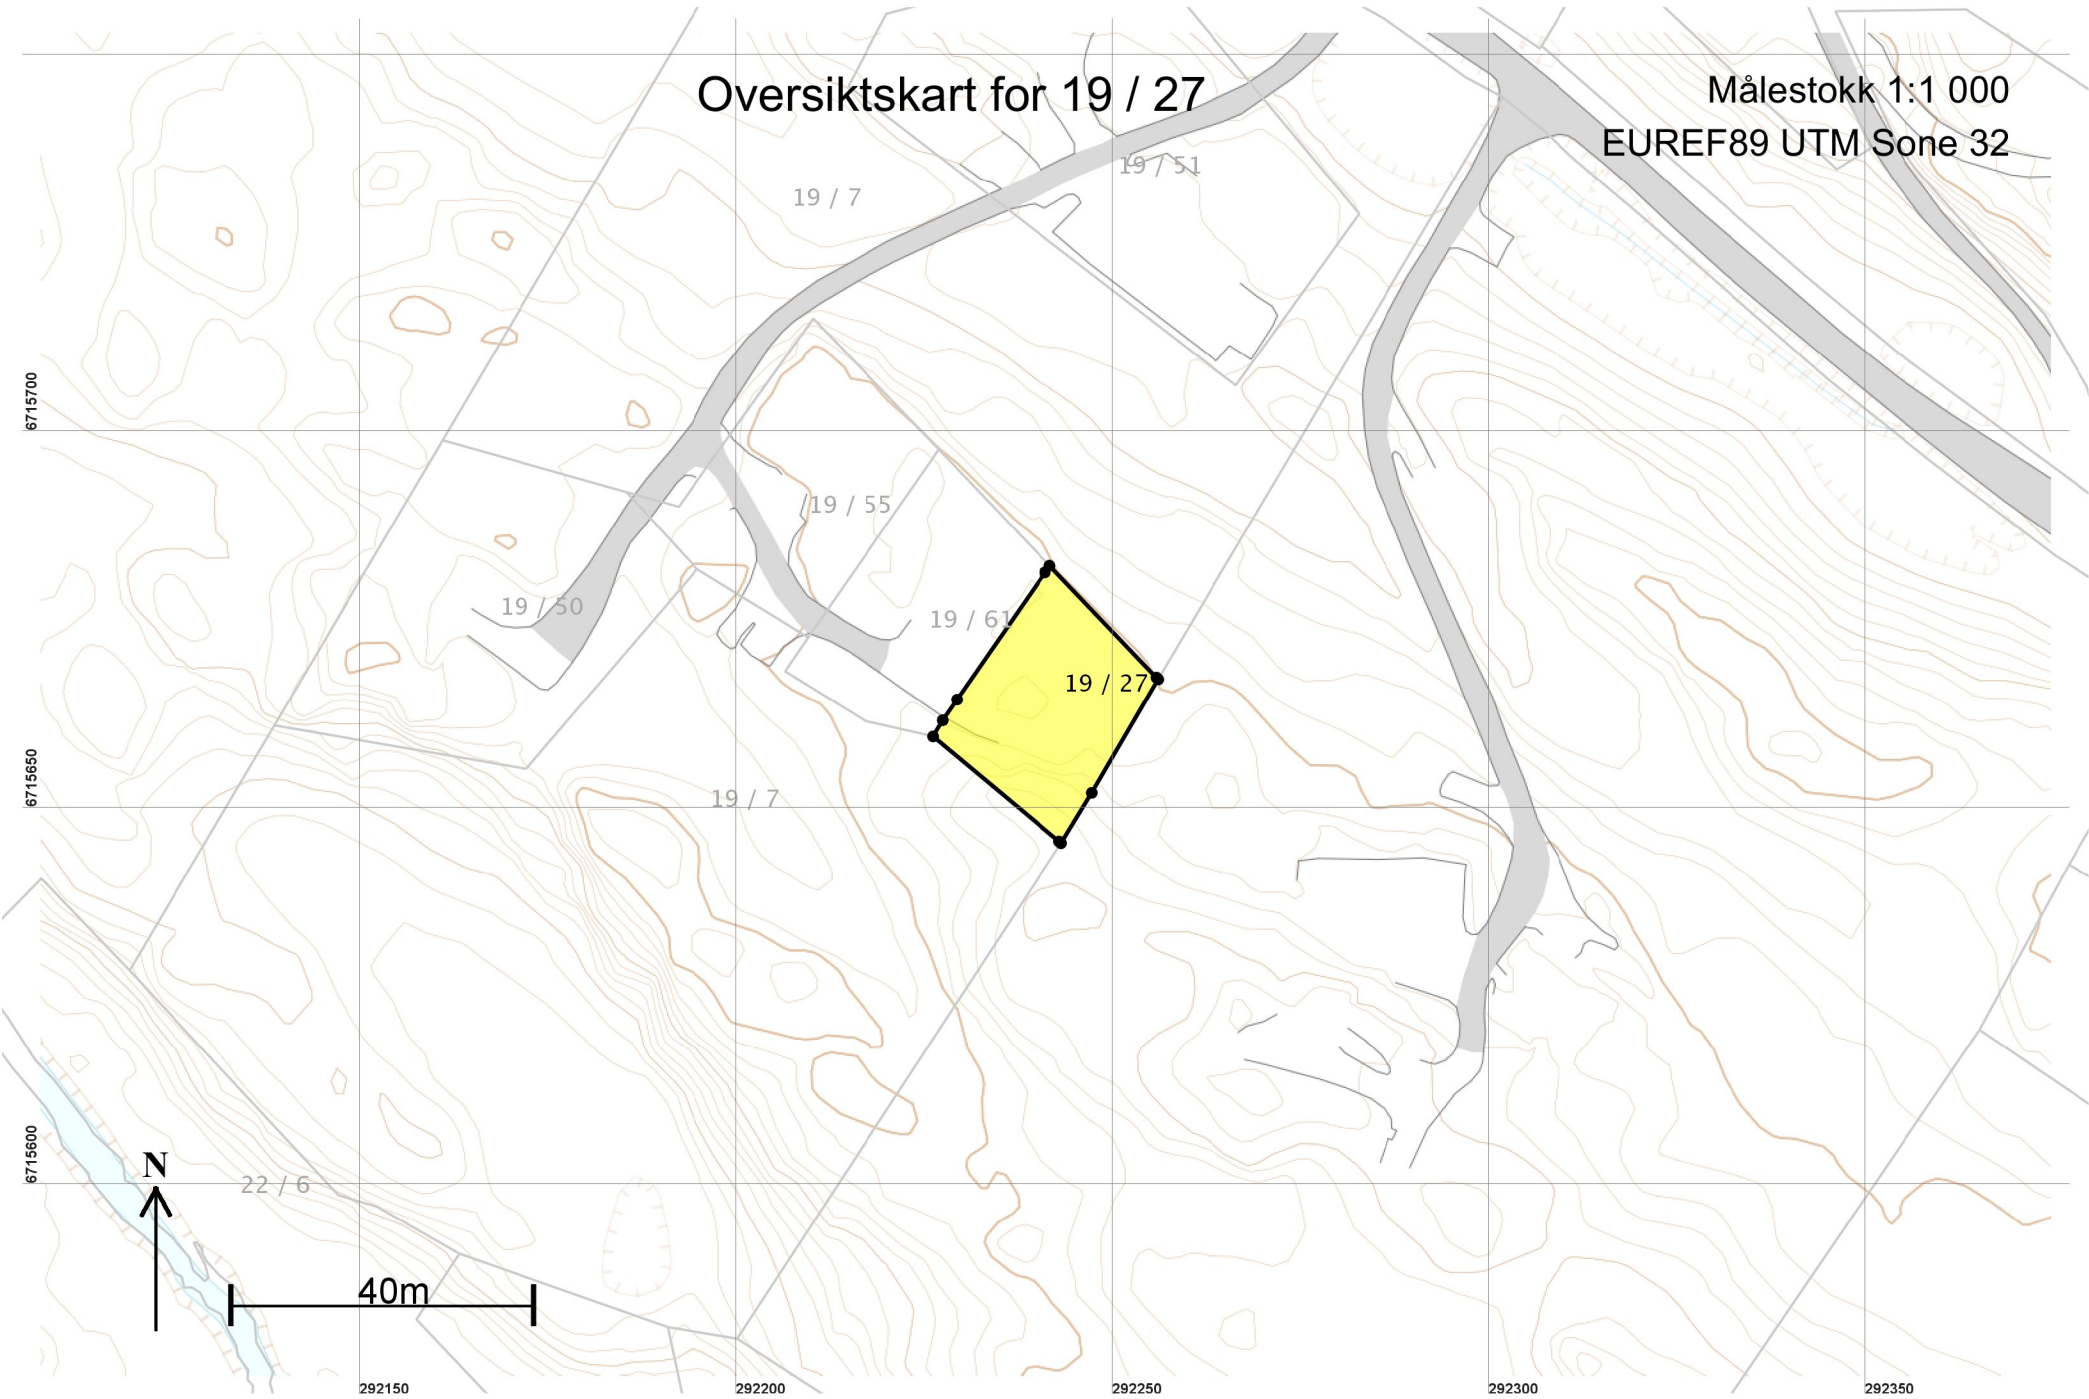 Oversiktskart for 19 / 27
Målestokk 1:1 000
EUREF89 UTM Sone 32
19 / 51
19 / 7
6715700
19 / 55
19 / 50
19 / 61
19 / 27
6715650
19 / 7
6715600
N
22 / 6
40m
292150
292200
292250
292300
292350